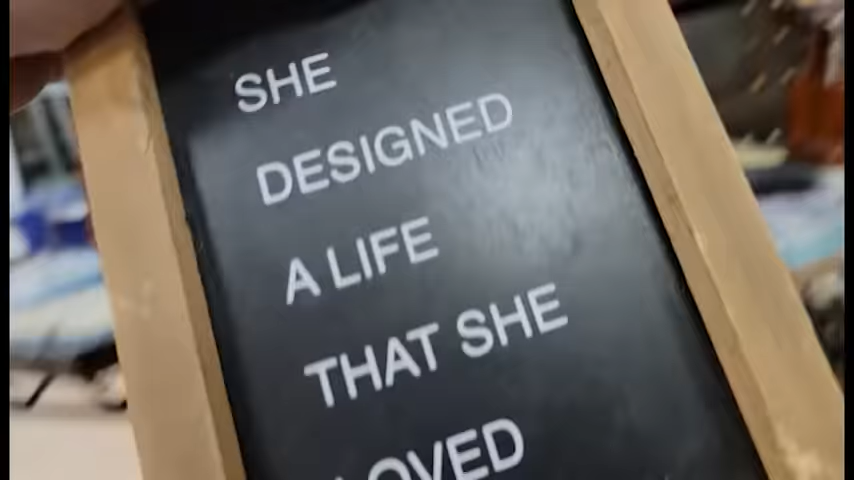 SHE
DESIGNED
A LIFE
THAT SHE
LOVED